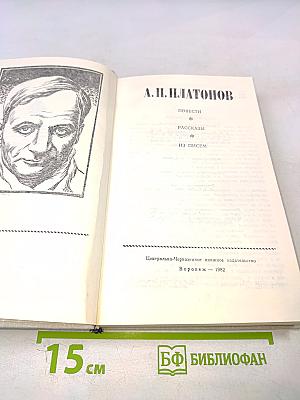 А. П. ПЛАТОНОВ
ПОВЕСТИ
РАССКАЗЫ
ИЗ ПИСЕМ
Центрально-Черноземное книжное издательство
Воронеж — 1982
15 см
БФ БИБЛИОФАН